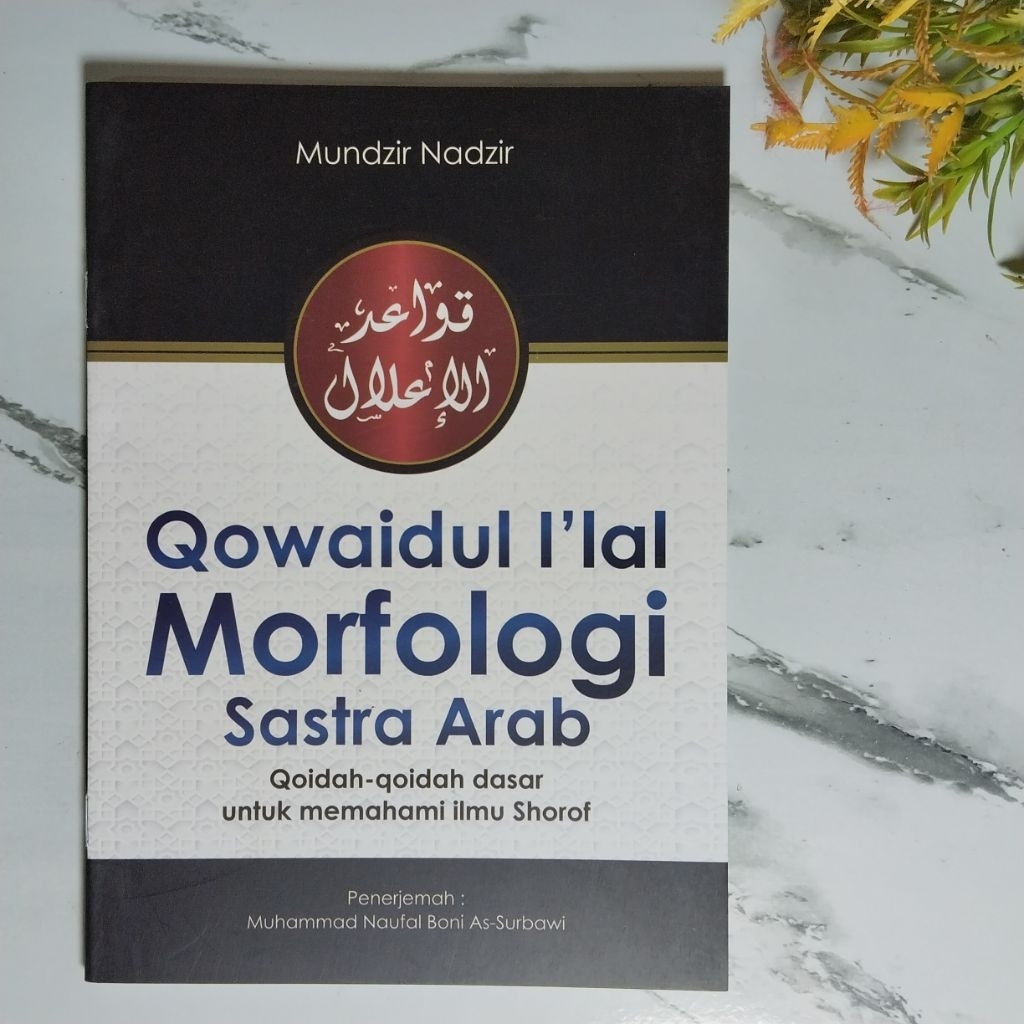 Mundzir Nadzir
قواعد
الإعلال
Qowaidul I'lal
Morfologi
Sastra Arab
Qoidah-qoidah dasar
untuk memahami ilmu Shorof
Penerjemah :
Muhammad Naufal Boni As-Surbawi